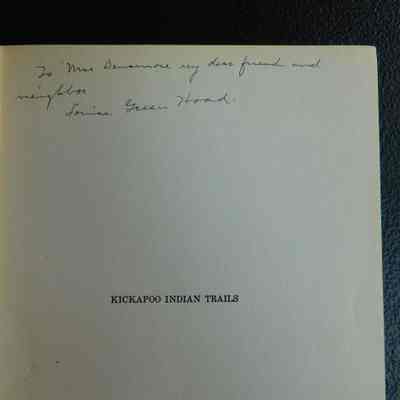 To Mrs Densmore my dear friend and
neighbor
Louise Green Hoad.
KICKAPOO INDIAN TRAILS